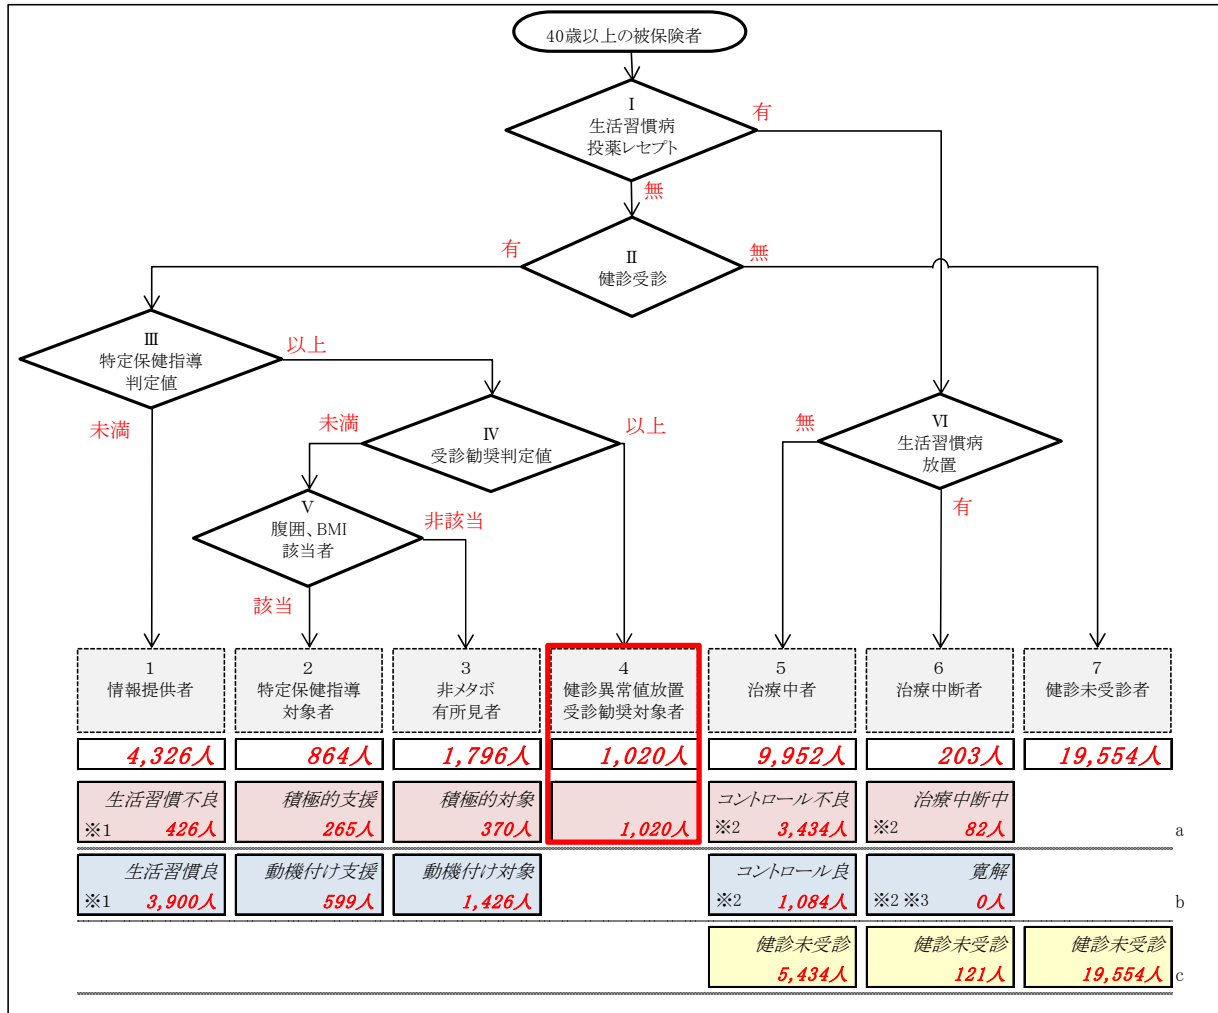 40歳以上の被保険者
Ⅰ
生活習慣病
投薬レセプト
有
無
Ⅱ
健診受診
有
無
Ⅲ
特定保健指導
判定値
以上
未満
Ⅳ
受診勧奨判定値
未満
以上
Ⅵ
生活習慣病
放置
無
有
Ⅴ
腹囲、BMI
該当者
非該当
該当
1
情報提供者
2
特定保健指導
対象者
3
非メタボ
有所見者
4
健診異常値放置
受診勧奨対象者
5
治療中者
6
治療中断者
7
健診未受診者
4,326人
864人
1,796人
1,020人
9,952人
203人
19,554人
生活習慣不良
※1 426人
積極的支援
265人
積極的対象
370人
1,020人
コントロール不良
※2 3,434人
治療中断中
※2 82人
a
生活習慣良
※1 3,900人
動機付け支援
599人
動機付け対象
1,426人
コントロール良
※2 1,084人
寛解
※2 ※3 0人
b
健診未受診
5,434人
健診未受診
121人
健診未受診
19,554人
c